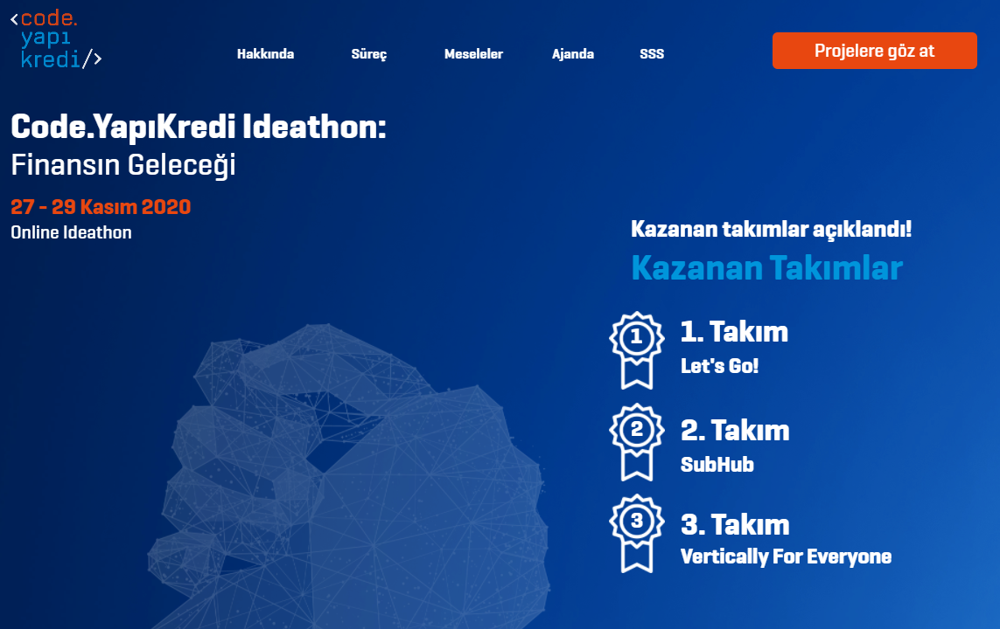 <code.
yapı
kredi/>
Hakkında Süreç Meseleler Ajanda SSS
Projelere göz at
Code.YapıKredi Ideathon:
Finansın Geleceği
27 - 29 Kasım 2020
Online Ideathon
Kazanan takımlar açıklandı!
Kazanan Takımlar
1
1. Takım
Let's Go!
2
2. Takım
SubHub
3
3. Takım
Vertically For Everyone